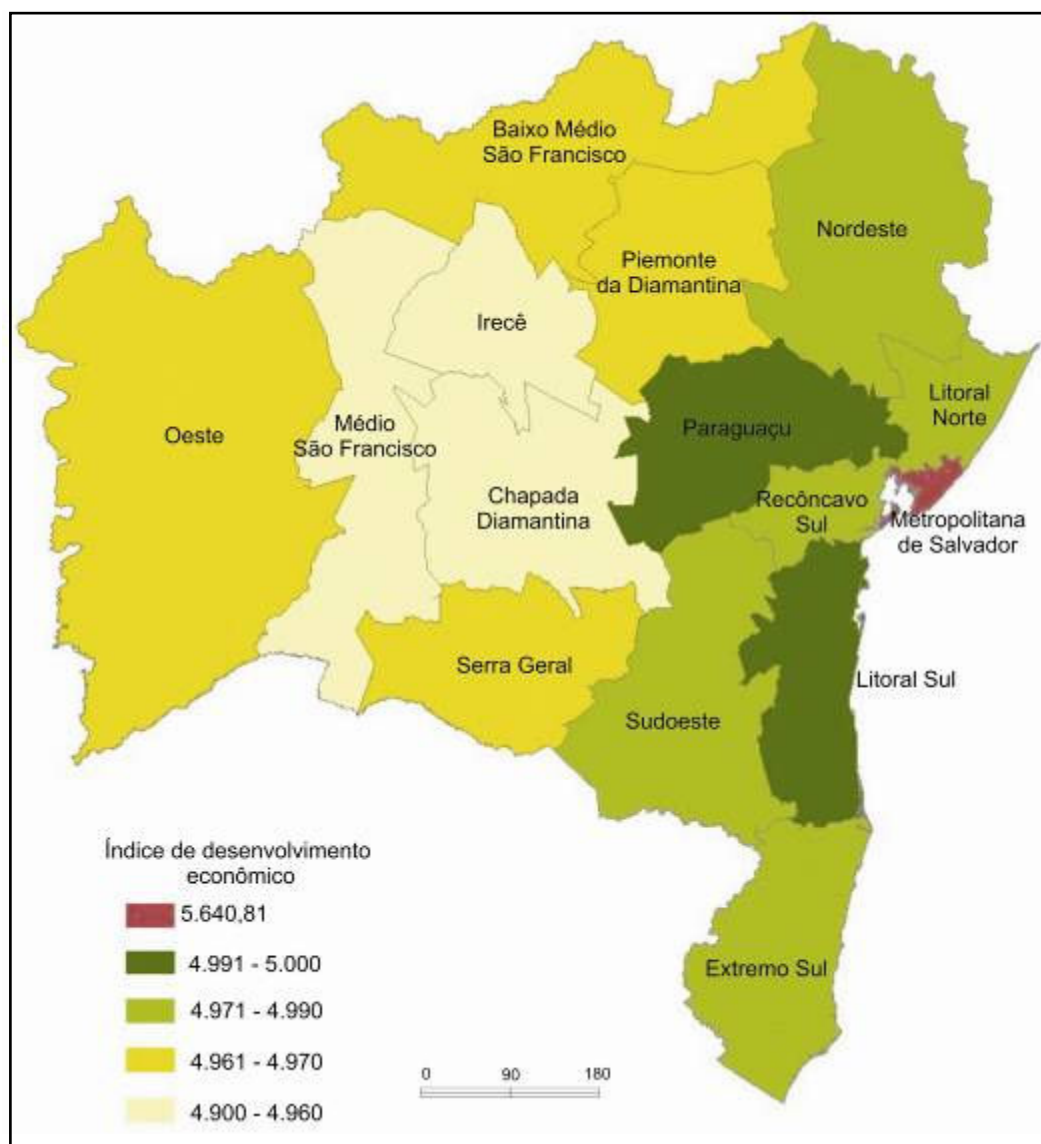 Baixo Médio
São Francisco
Nordeste
Piemonte
da Diamantina
Irecê
Litoral
Norte
Oeste
Médio
São Francisco
Paraguaçu
Chapada
Diamantina
Recôncavo
Sul
Metropolitana
de Salvador
Serra Geral
Litoral Sul
Sudoeste
Extremo Sul
Índice de desenvolvimento
econômico
5.640,81
4.991 - 5.000
4.971 - 4.990
4.961 - 4.970
4.900 - 4.960
0 90 180